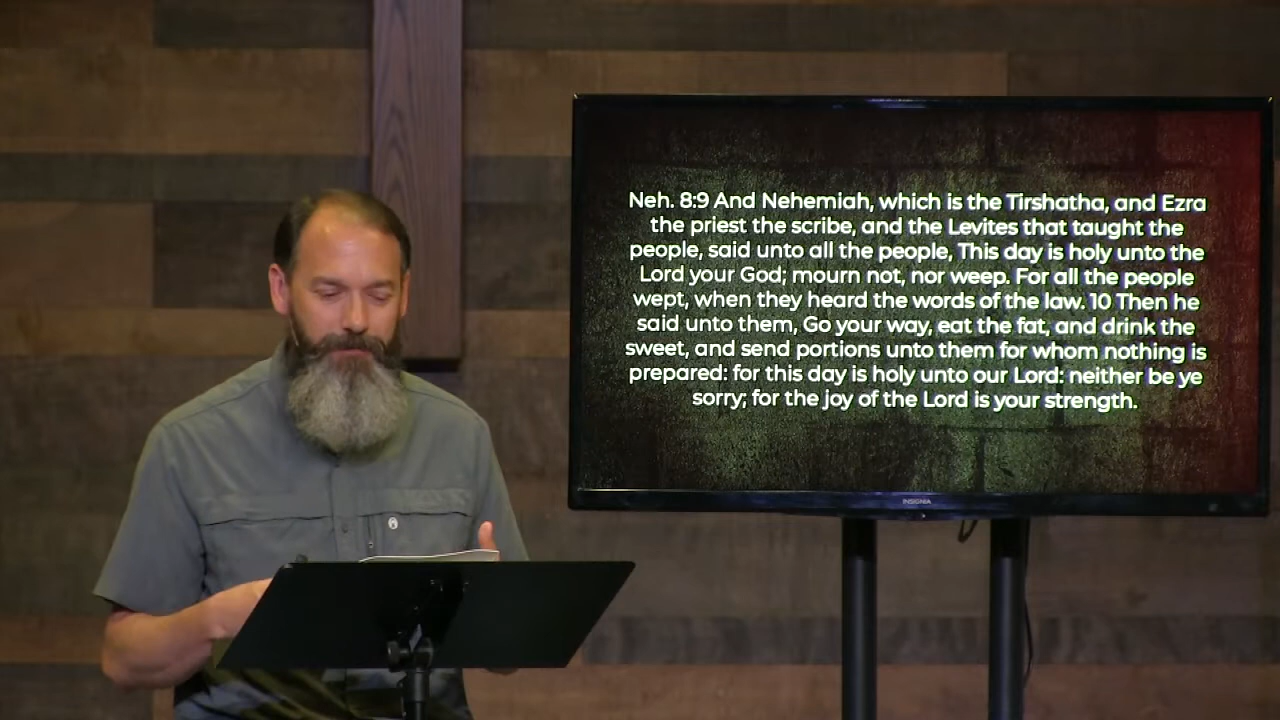 Neh. 8:9 And Nehemiah, which is the Tirshatha, and Ezra
the priest the scribe, and the Levites that taught the
people, said unto all the people, This day is holy unto the
Lord your God; mourn not, nor weep. For all the people
wept, when they heard the words of the law. 10 Then he
said unto them, Go your way, eat the fat, and drink the
sweet, and send portions unto them for whom nothing is
prepared: for this day is holy unto our Lord: neither be ye
sorry; for the joy of the Lord is your strength.
INSIGNIA